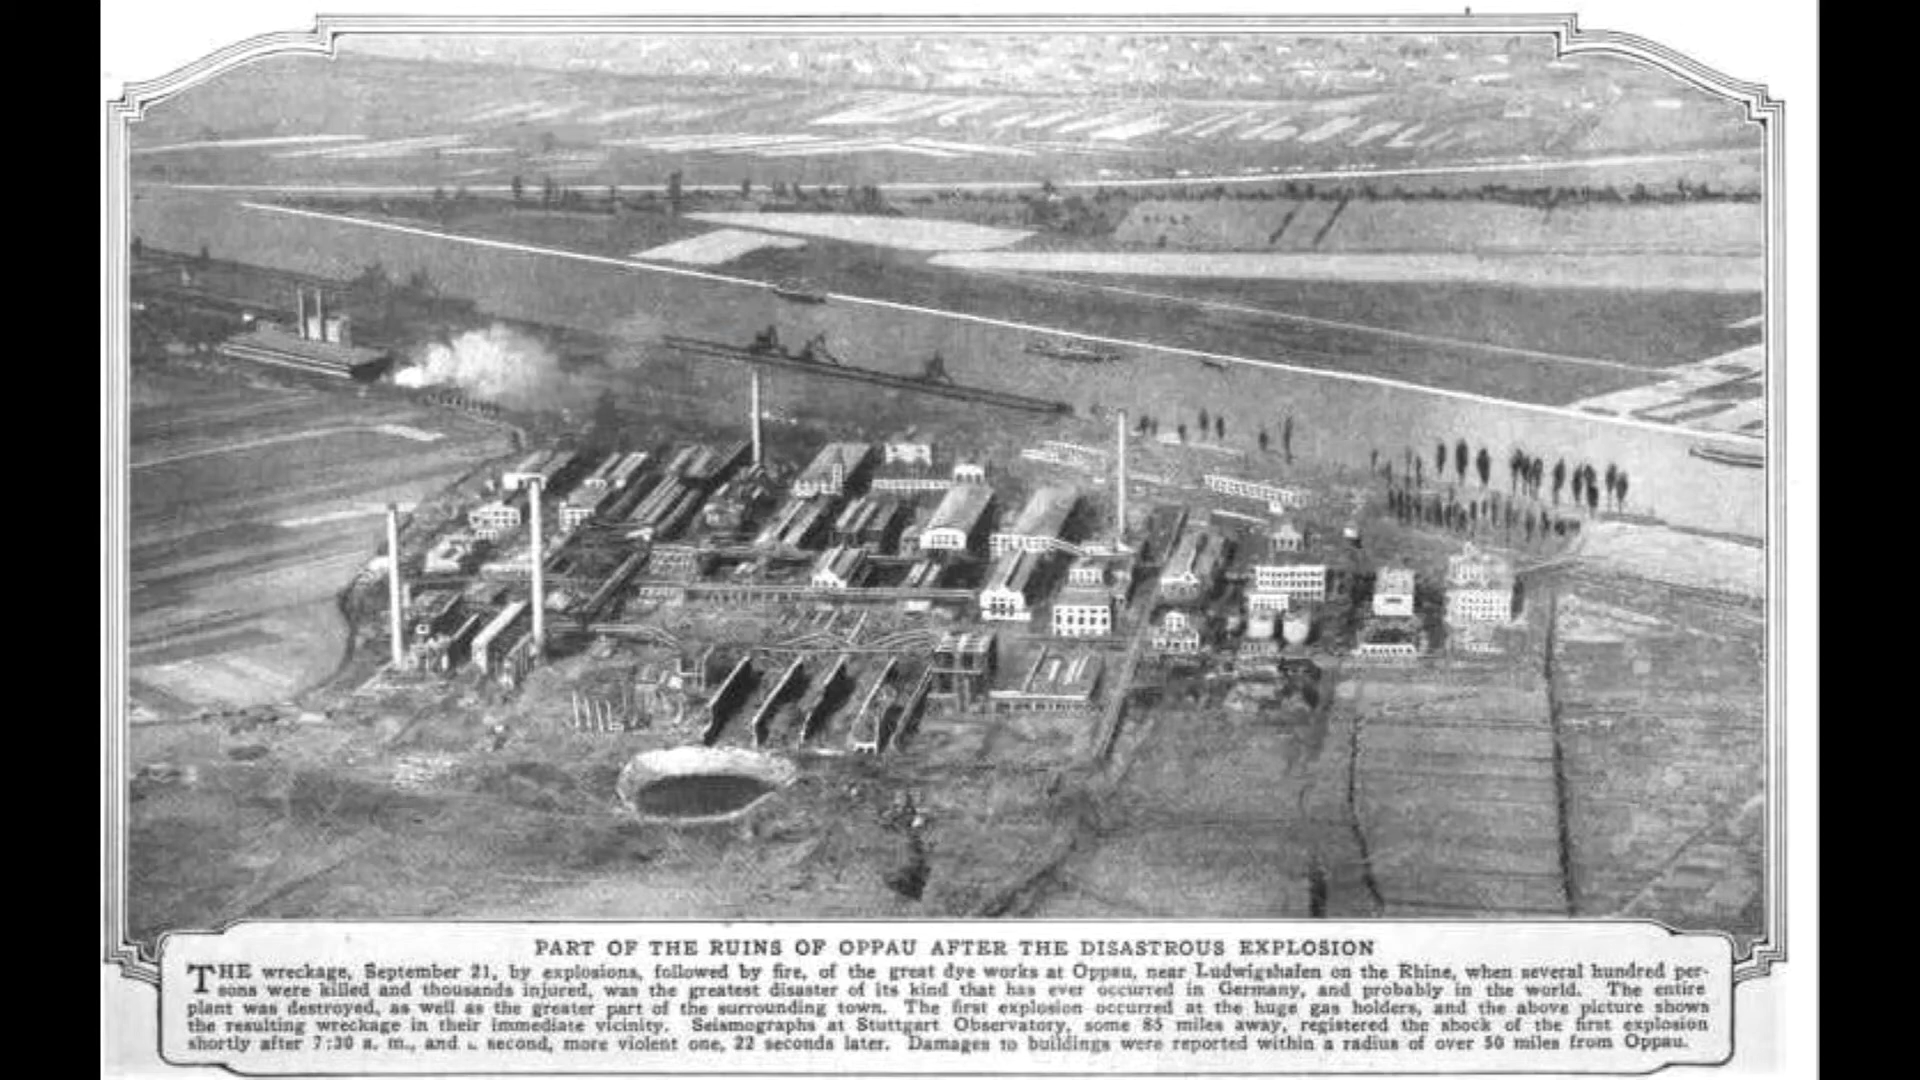 PART OF THE RUINS OF OPPAU AFTER THE DISASTROUS EXPLOSION
THE wreckage, September 21, by explosions, followed by fire, of the great dye works at Oppau, near Ludwigshafen on the Rhine, when several hundred per-
sons were killed and thousands injured, was the greatest disaster of its kind that has ever occurred in Germany, and probably in the world. The entire
plant was destroyed, as well as the greater part of the surrounding town. The first explosion occurred at the huge gas holders, and the above picture shows
the resulting wreckage in their immediate vicinity. Seismographs at Stuttgart Observatory, some 85 miles away, registered the shock of the first explosion
shortly after 7:30 a. m., and second, more violent one, 22 seconds later. Damages to buildings were reported within a radius of over 50 miles from Oppau.